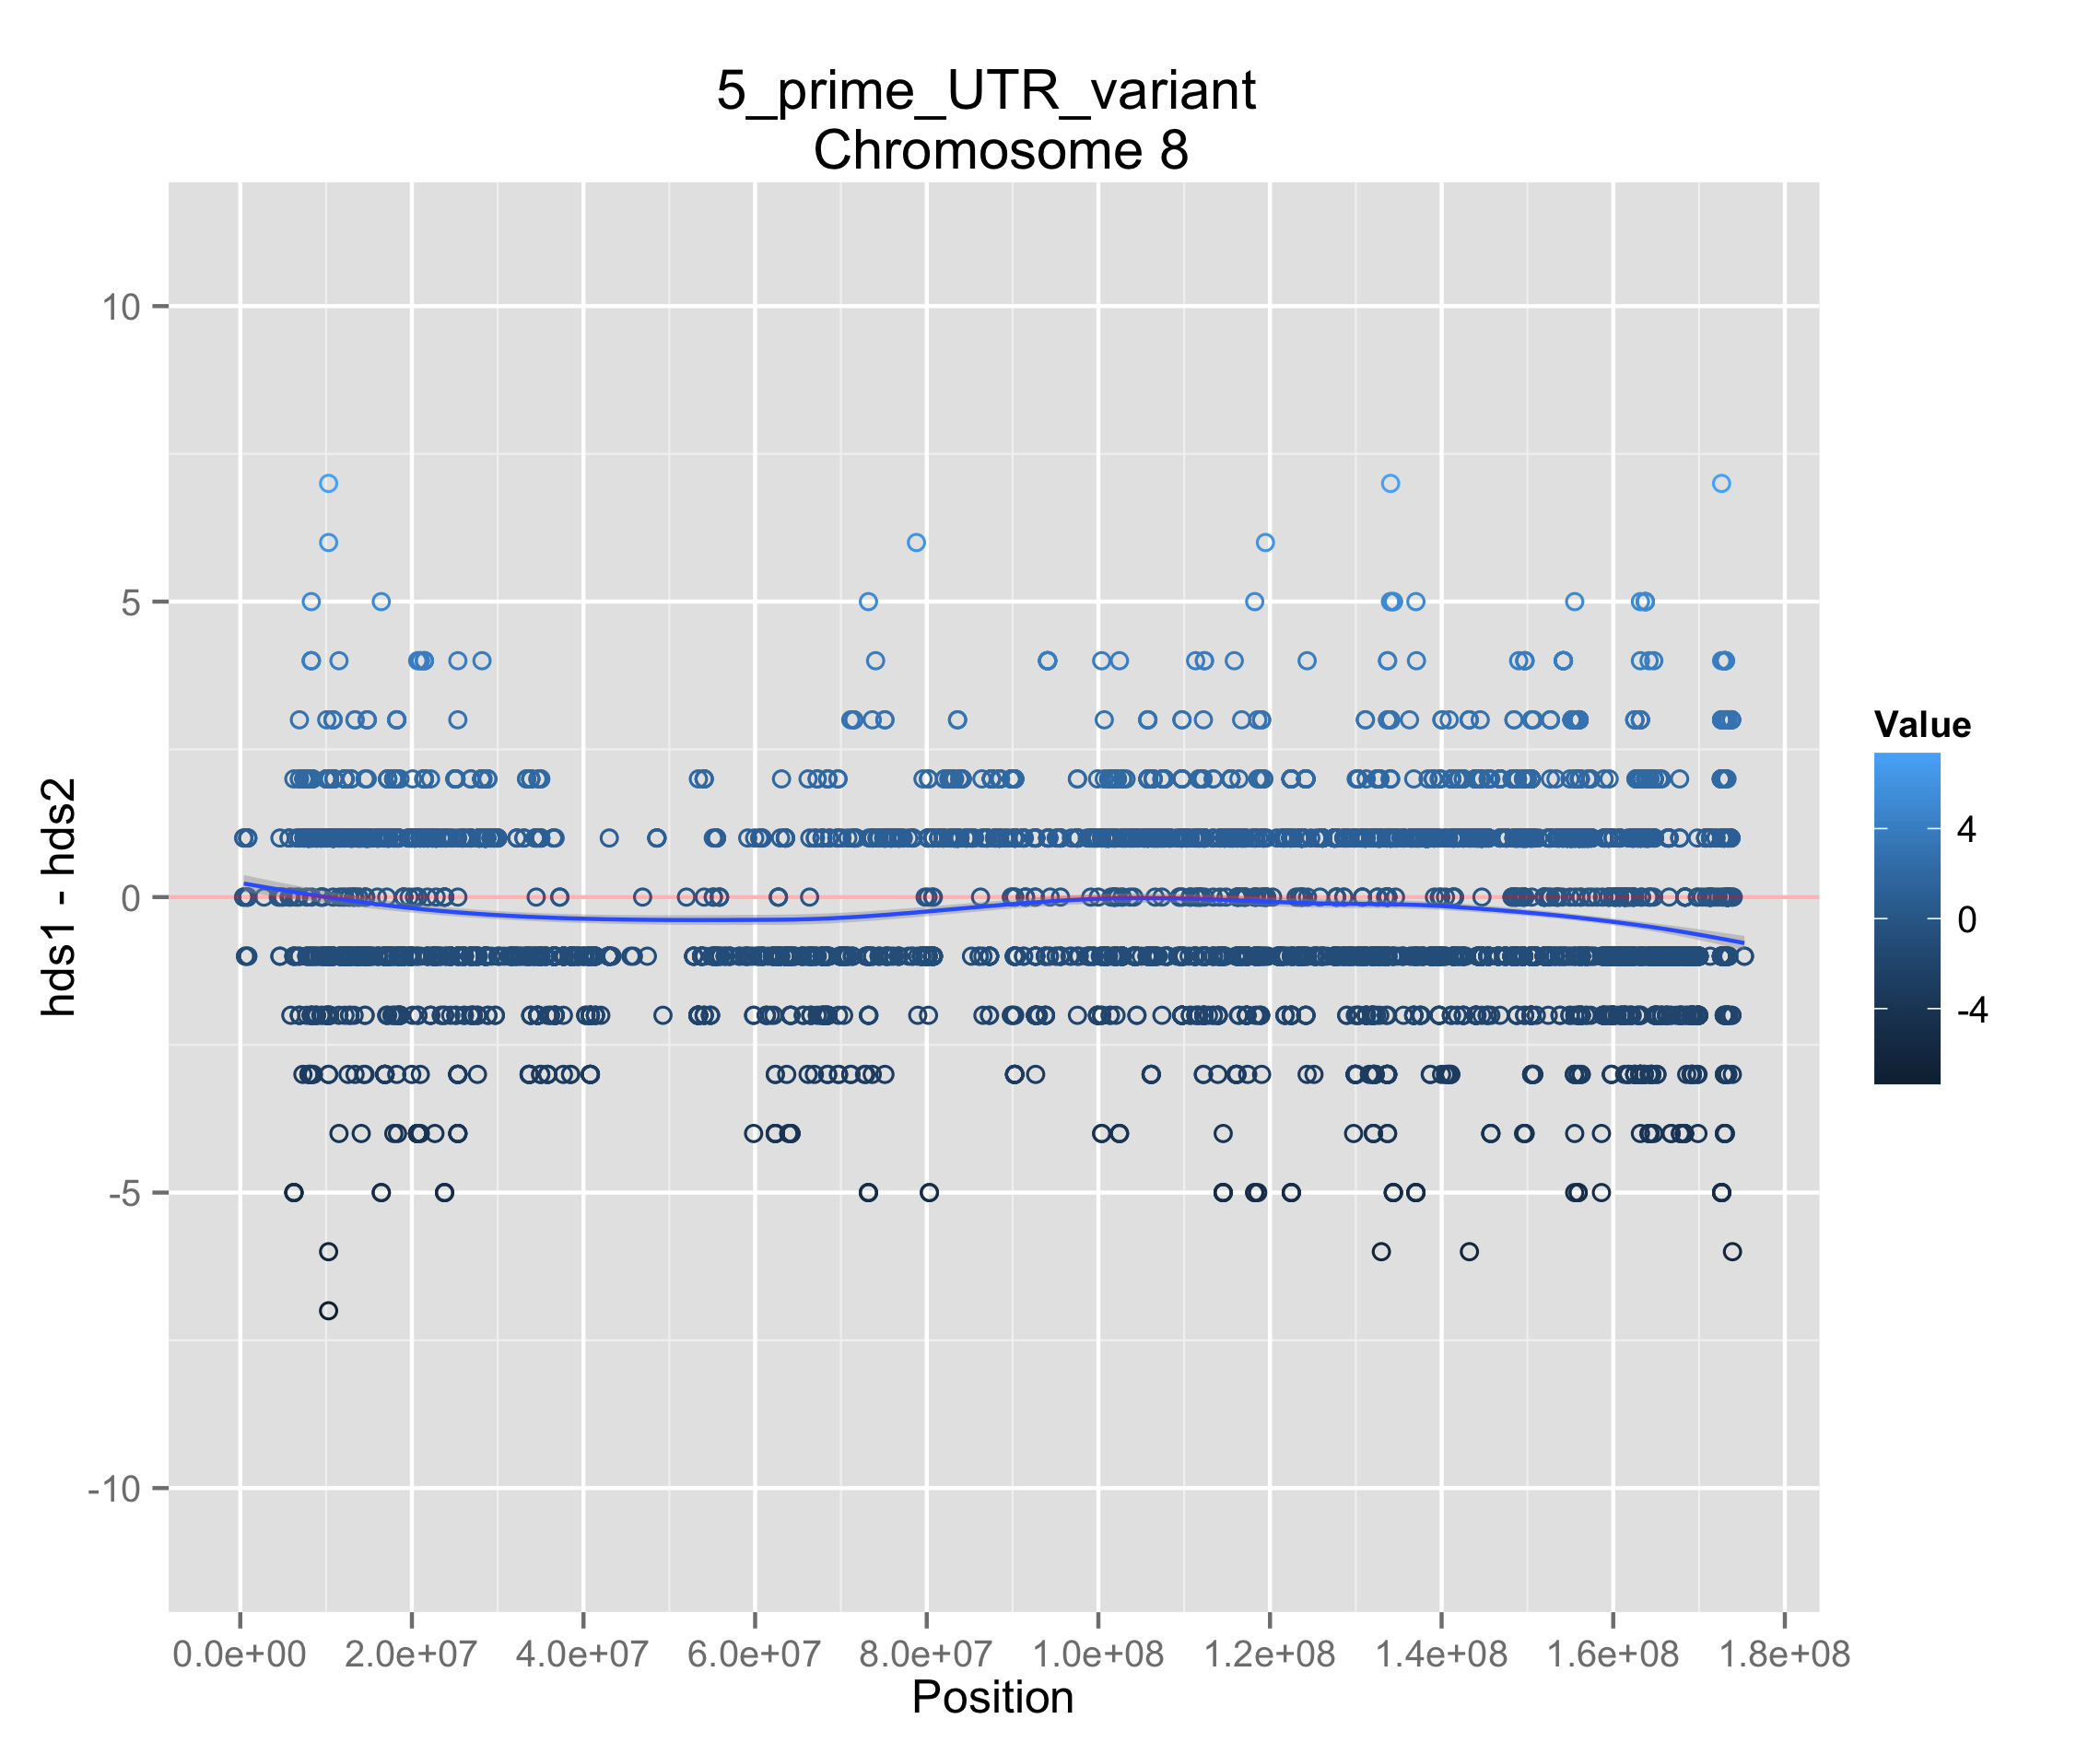 5_prime_UTR_variant
Chromosome 8
hds1 - hds2
10
5
0
-5
-10
0.0e+00 2.0e+07 4.0e+07 6.0e+07 8.0e+07 1.0e+08 1.2e+08 1.4e+08 1.6e+08 1.8e+08
Position
Value
4
0
-4